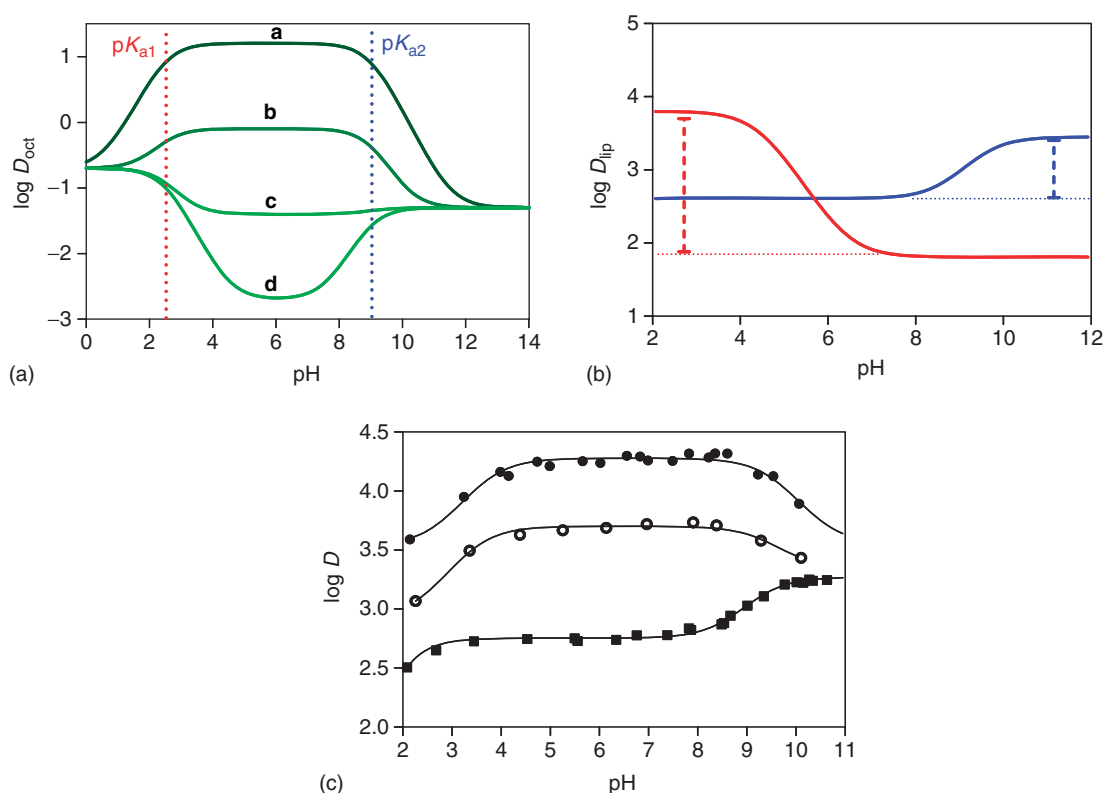 a
pKa1
pKa2
b
c
d
1
0
−1
−2
−3
log Doct
0 2 4 6 8 10 12 14
pH
(a)
5
4
3
2
1
log Dlip
2 4 6 8 10 12
pH
(b)
4.5
4.0
3.5
3.0
2.5
2.0
log D
2 3 4 5 6 7 8 9 10 11
pH
(c)